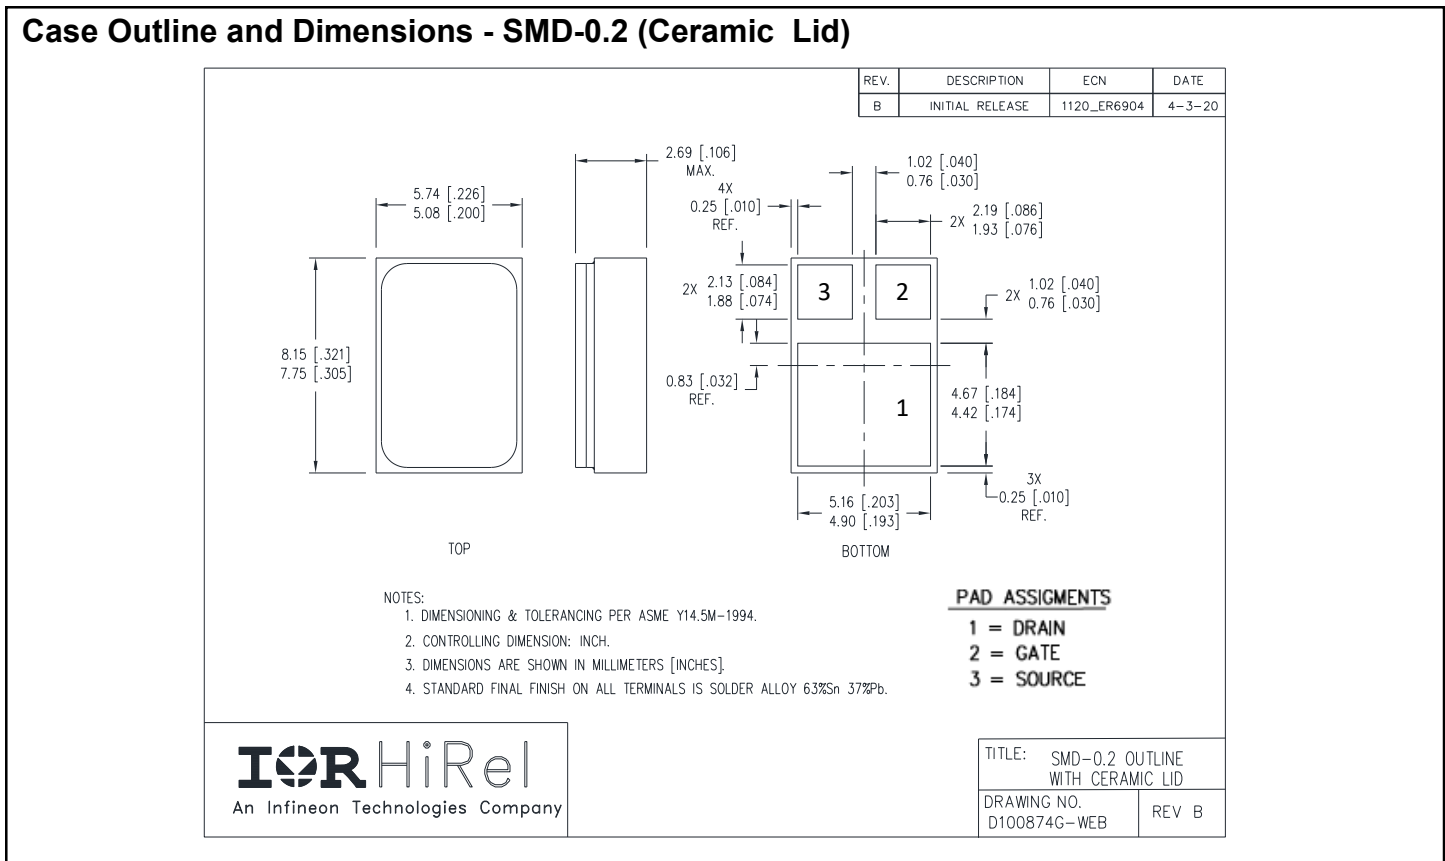 Case Outline and Dimensions - SMD-0.2 (Ceramic Lid)
REV. DESCRIPTION ECN DATE
B INITIAL RELEASE 1120_ER6904 4-3-20
5.74 [.226]
5.08 [.200]
8.15 [.321]
7.75 [.305]
TOP
2.69 [.106]
MAX.
4X
0.25 [.010]
REF.
1.02 [.040]
0.76 [.030]
2X 2.19 [.086]
1.93 [.076]
2X 2.13 [.084]
1.88 [.074]
3
2
2X 1.02 [.040]
0.76 [.030]
0.83 [.032]
REF.
1
4.67 [.184]
4.42 [.174]
3X
0.25 [.010]
REF.
5.16 [.203]
4.90 [.193]
BOTTOM
NOTES:
1. DIMENSIONING & TOLERANCING PER ASME Y14.5M-1994.
2. CONTROLLING DIMENSION: INCH.
3. DIMENSIONS ARE SHOWN IN MILLIMETERS [INCHES].
4. STANDARD FINAL FINISH ON ALL TERMINALS IS SOLDER ALLOY 63%Sn 37%Pb.
PAD ASSIGMENTS
1 = DRAIN
2 = GATE
3 = SOURCE
IOR HiRel
An Infineon Technologies Company
TITLE: SMD-0.2 OUTLINE
WITH CERAMIC LID
DRAWING NO.
D100874G-WEB
REV B